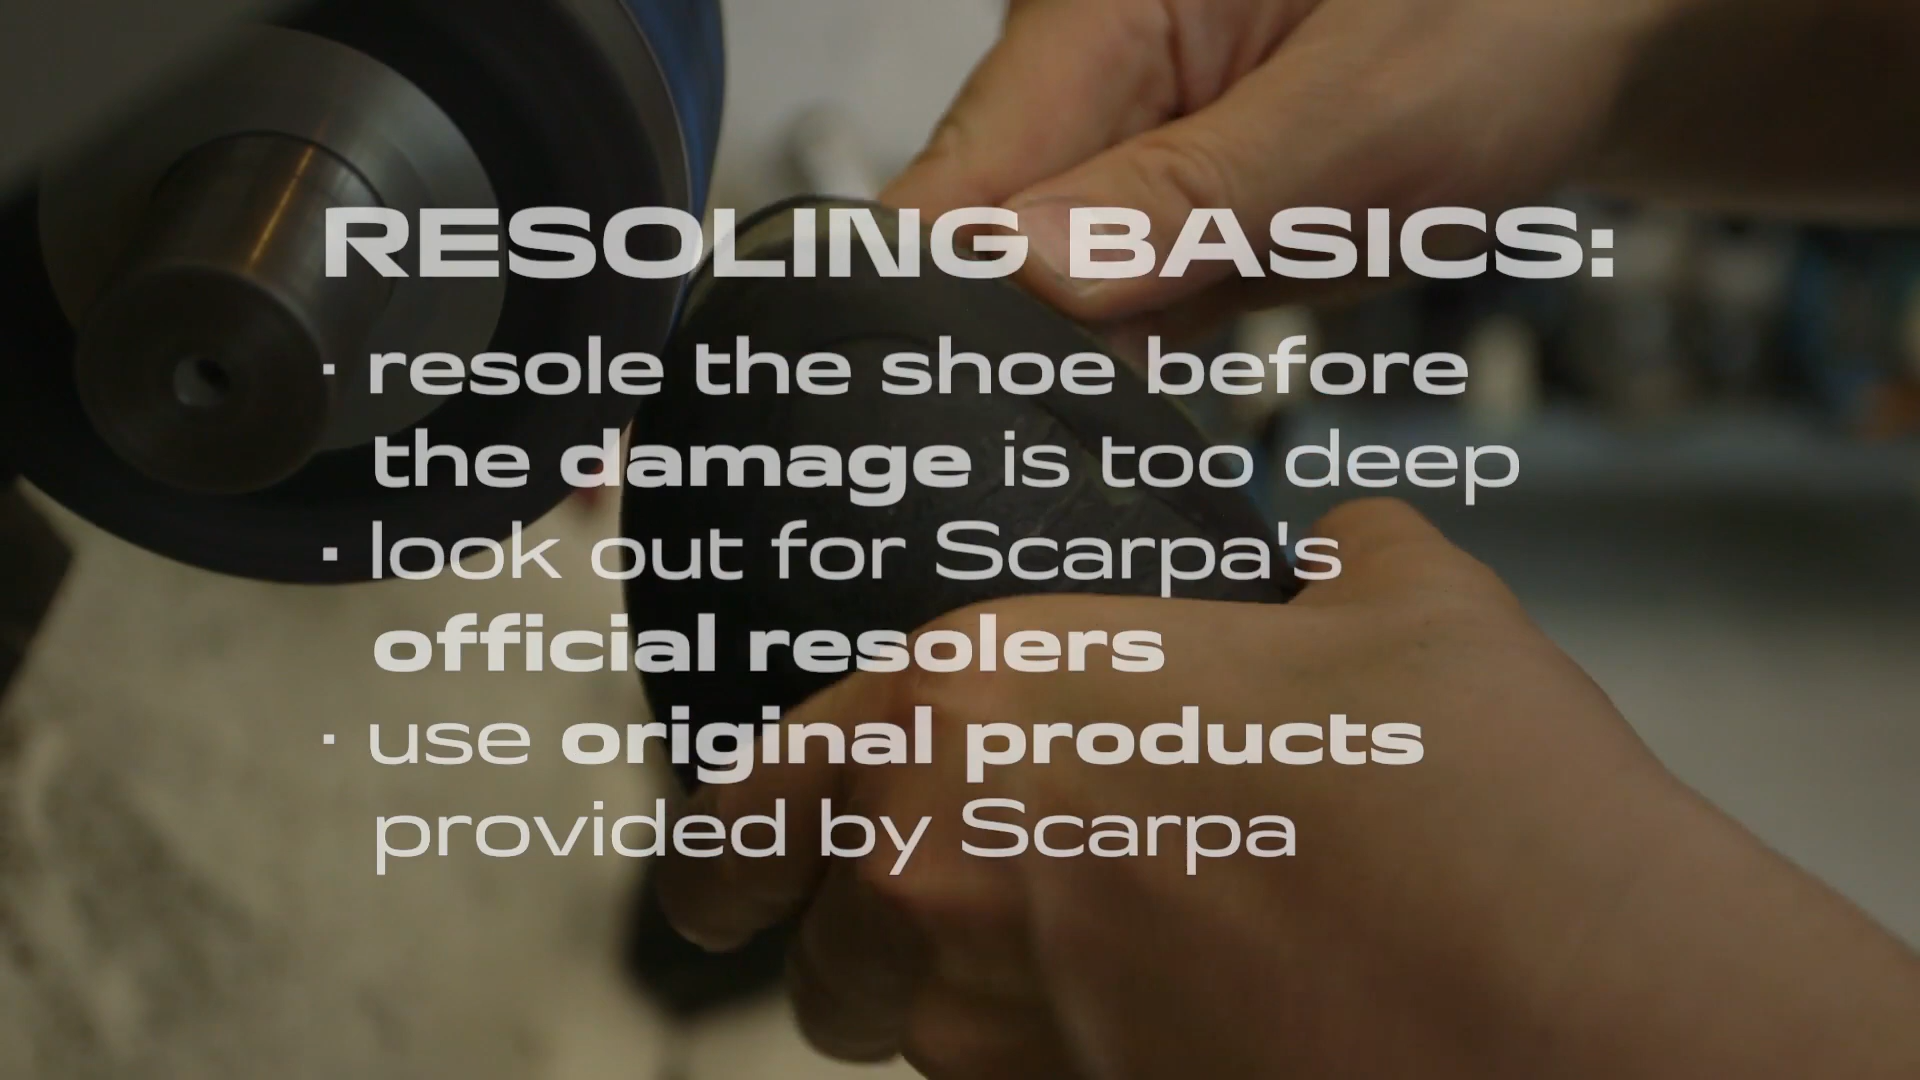 RESOLING BASICS:
· resole the shoe before
the damage is too deep
· look out for Scarpa's
official resolers
· use original products
provided by Scarpa